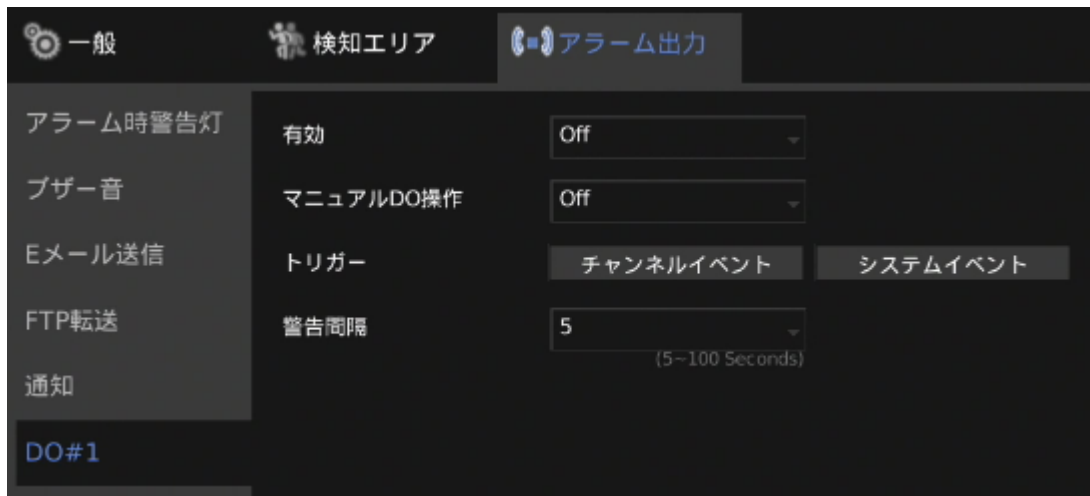 一般 検知エリア アラーム出力
アラーム時警告灯
ブザー音
Eメール送信
FTP転送
通知
DO#1
有効 Off
マニュアルDO操作 Off
トリガー チャンネルイベント システムイベント
警告間隔 5
(5~100 Seconds)